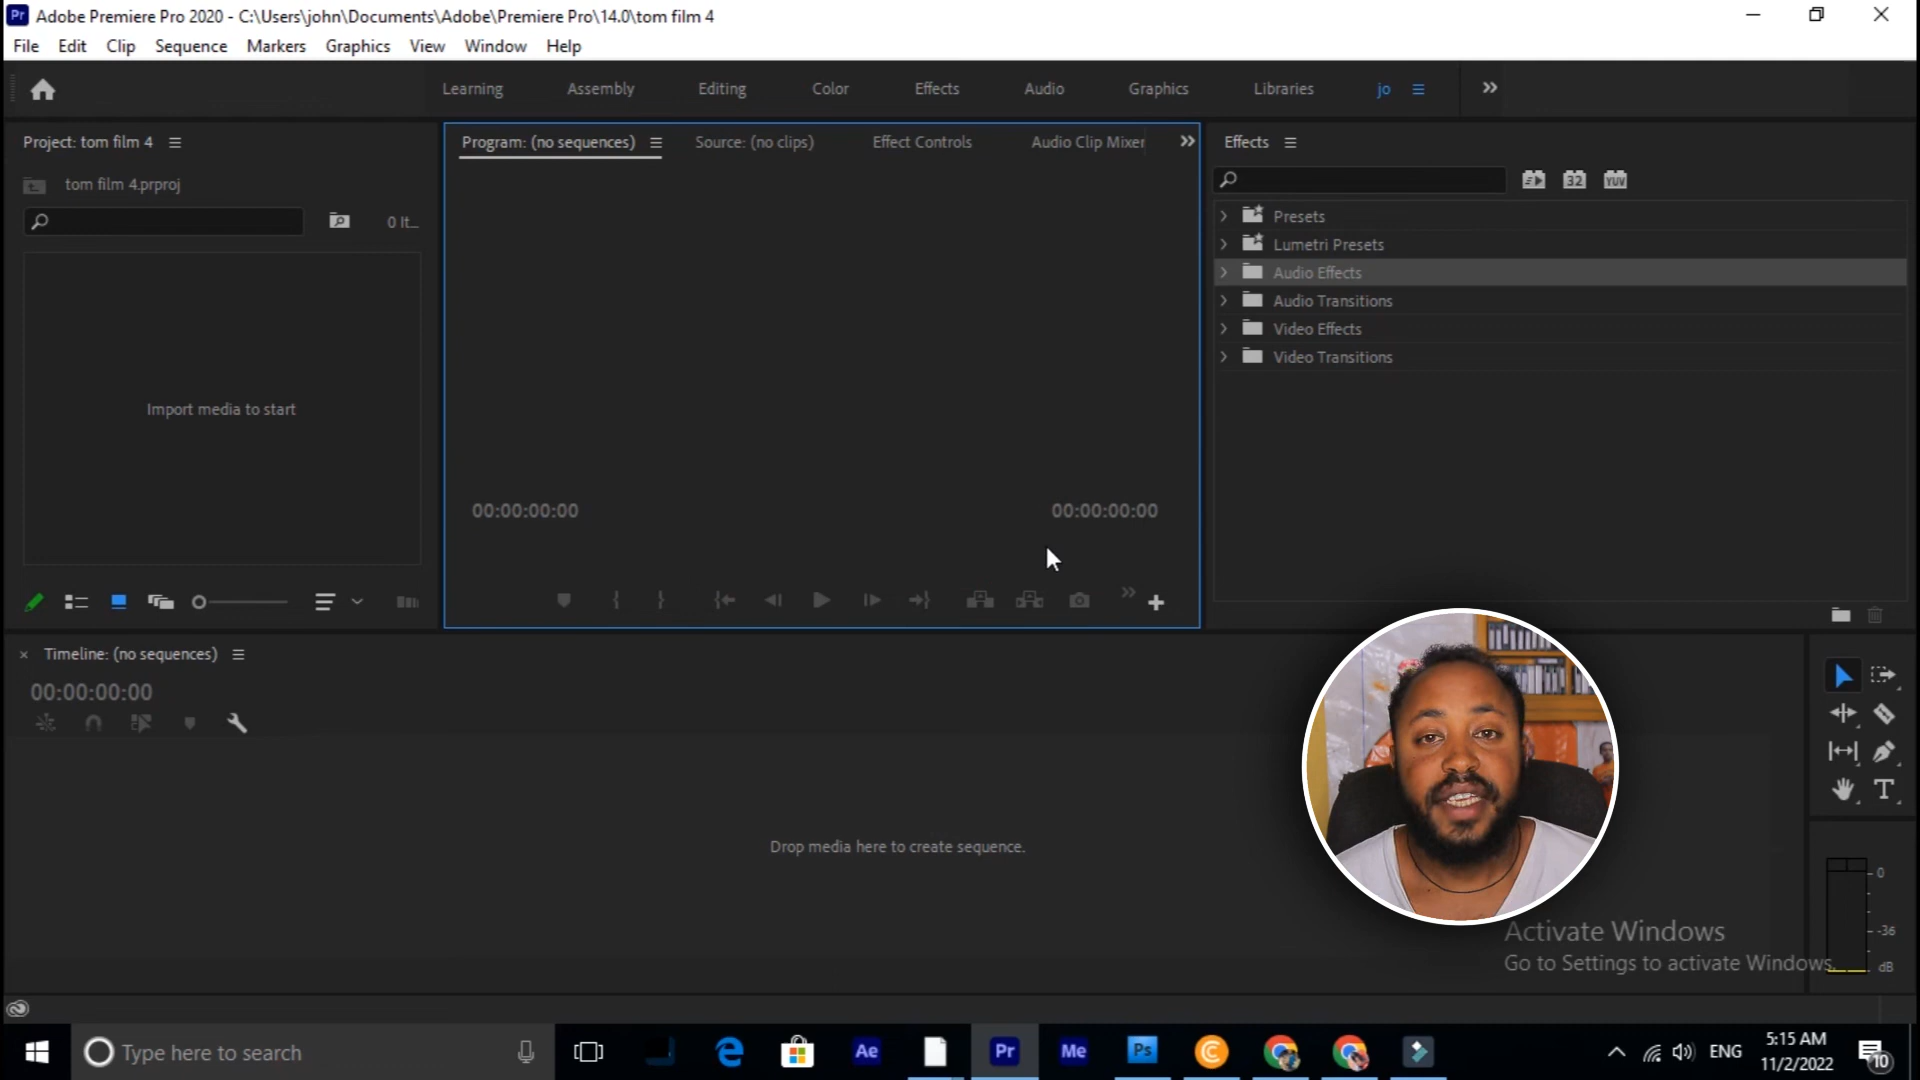 Pr Adobe Premiere Pro 2020 - C:\Users\john\Documents\Adobe\Premiere Pro\14.0\tom film 4
File Edit Clip Sequence Markers Graphics View Window Help
Learning Assembly Editing Color Effects Audio Graphics Libraries jo
Project: tom film 4
Program: (no sequences) Source: (no clips) Effect Controls Audio Clip Mixer
Effects
tom film 4.prproj
32 YUV
0 It...
Presets
Lumetri Presets
Audio Effects
Audio Transitions
Video Effects
Video Transitions
Import media to start
00:00:00:00 00:00:00:00
× Timeline: (no sequences)
00:00:00:00
Drop media here to create sequence.
T
0
-36
dB
Activate Windows
Go to Settings to activate Windows.
Type here to search
Ae Pr Me Ps
ENG
5:15 AM
11/2/2022
10